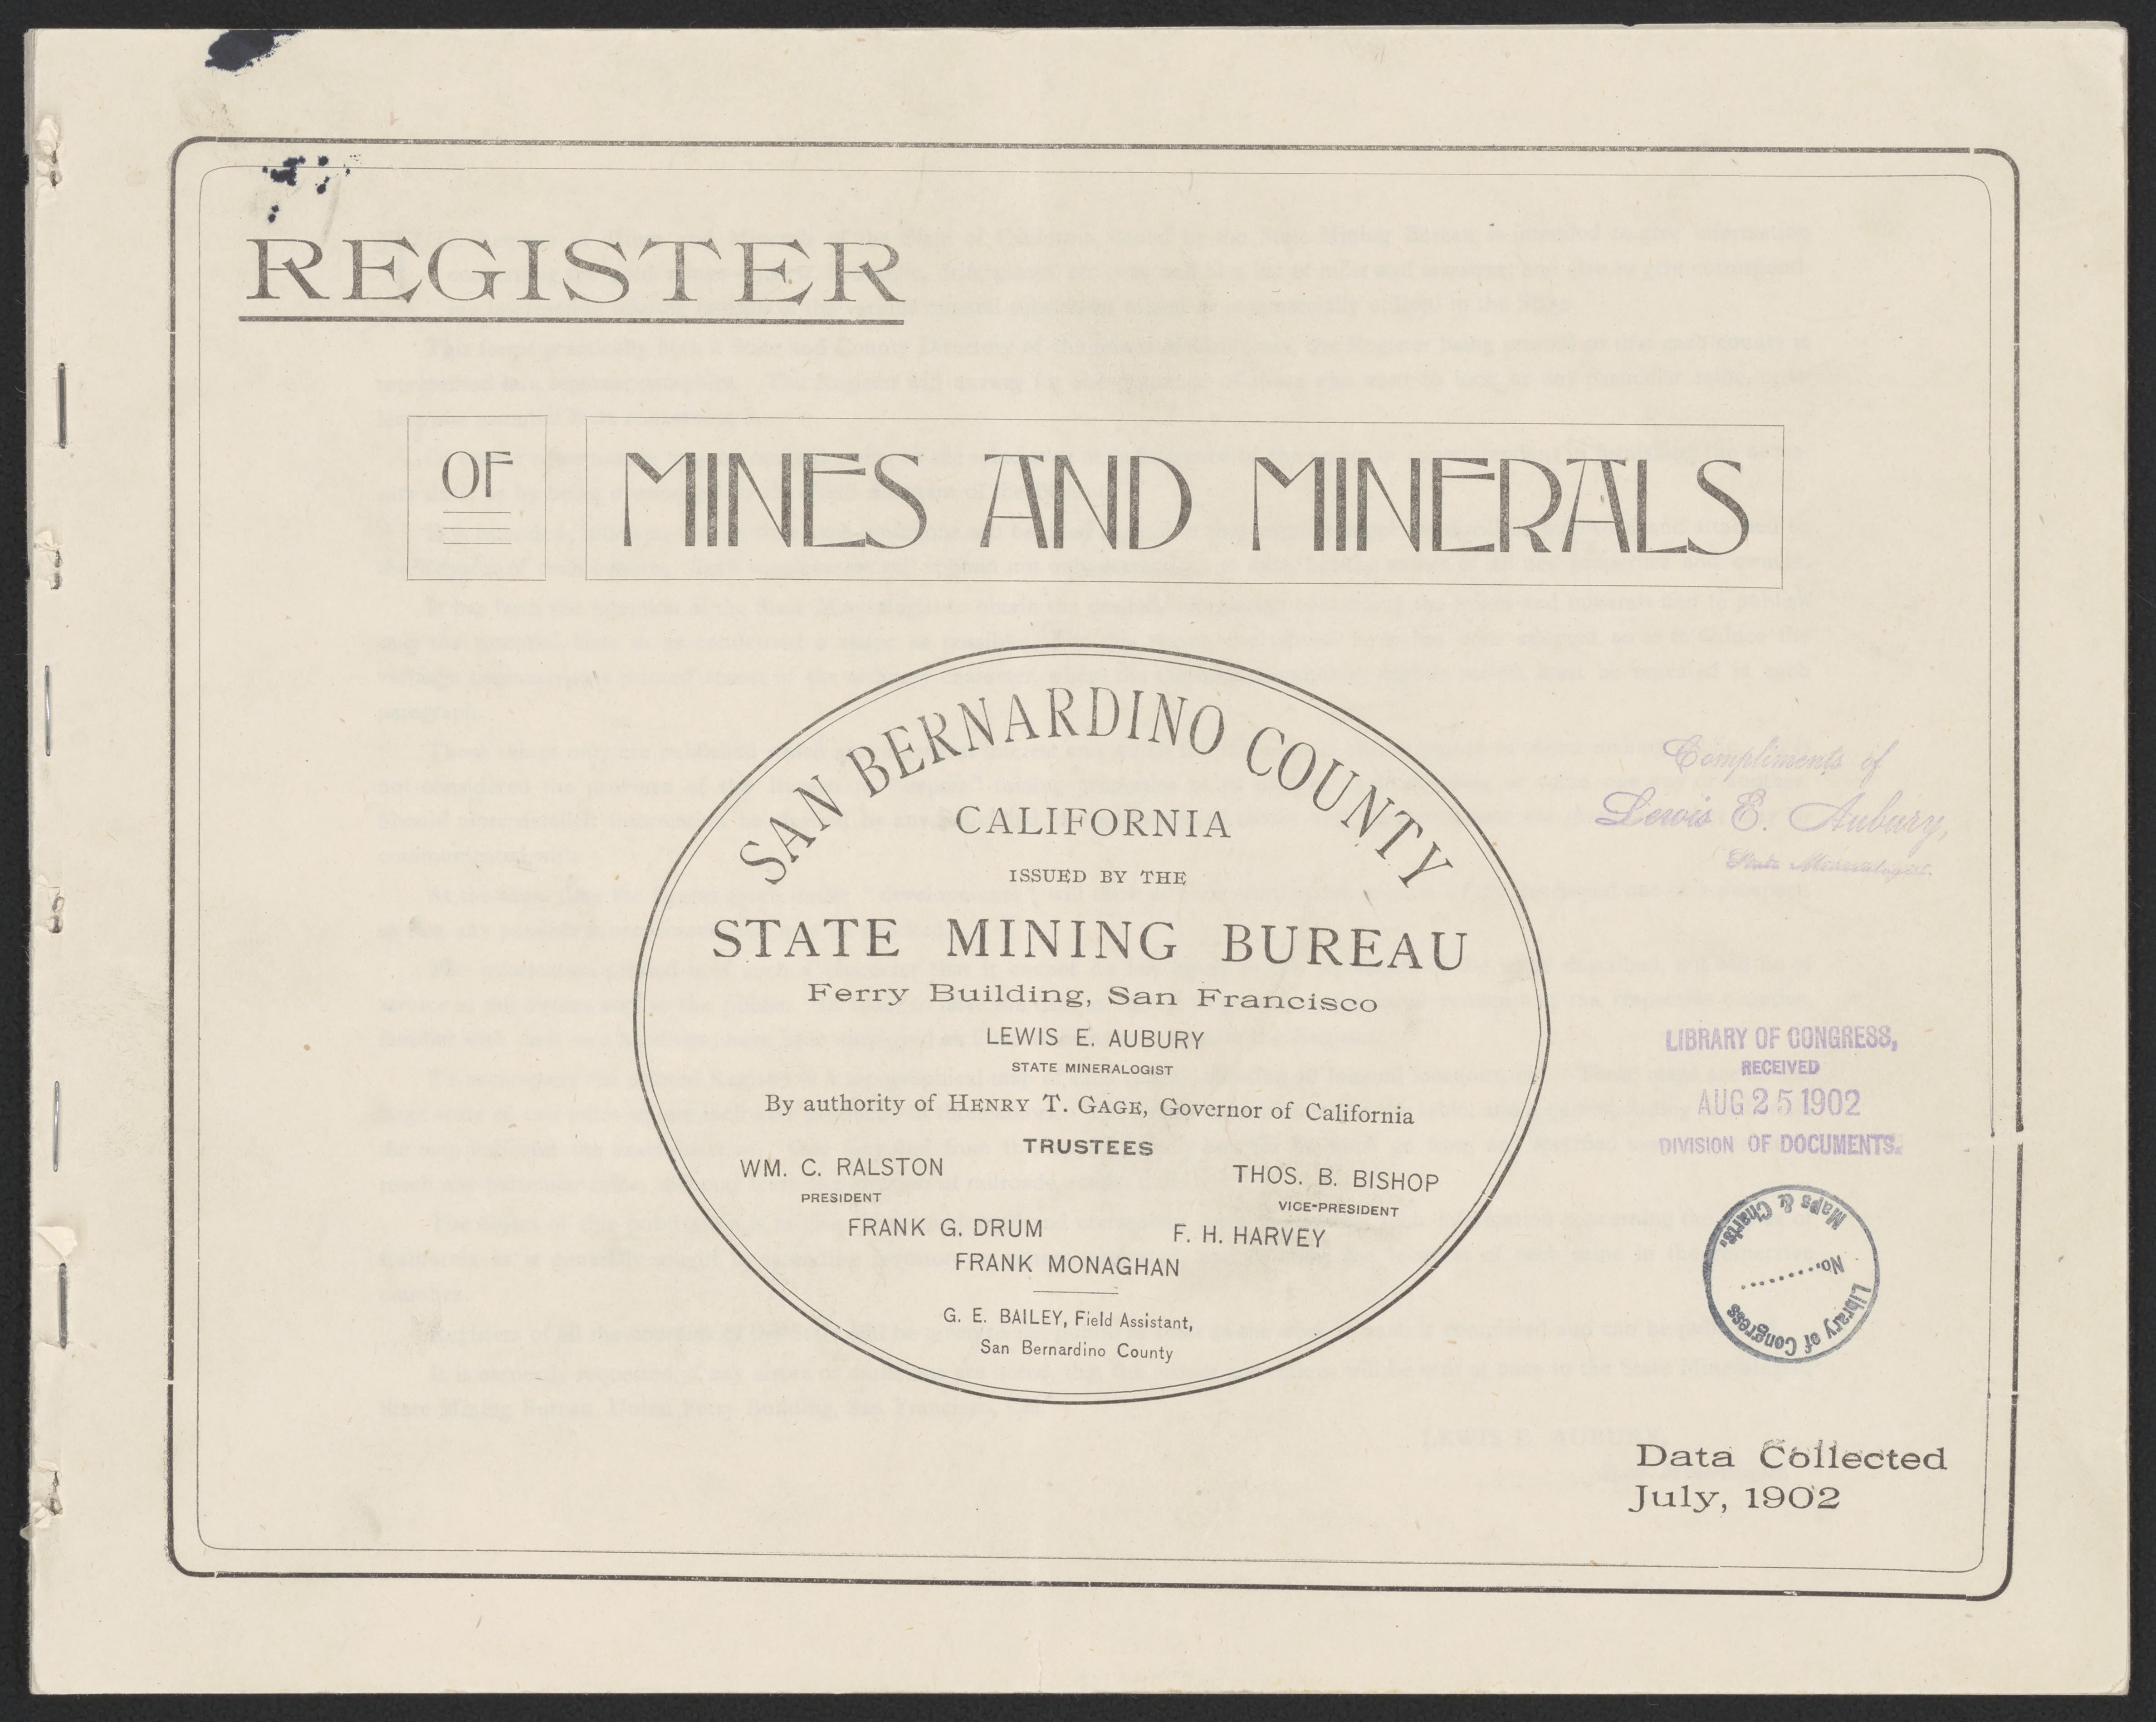 REGISTER
OF
MINES AND MINERALS
SAN BERNARDINO COUNTY
CALIFORNIA
ISSUED BY THE
STATE MINING BUREAU
Ferry Building, San Francisco
LEWIS E. AUBURY
STATE MINERALOGIST
By authority of HENRY T. GAGE, Governor of California
TRUSTEES
WM. C. RALSTON
PRESIDENT
THOS. B. BISHOP
VICE-PRESIDENT
FRANK G. DRUM
F. H. HARVEY
FRANK MONAGHAN
G. E. BAILEY, Field Assistant,
San Bernardino County
Compliments of
Lewis E. Aubury,
State Mineralogist.
LIBRARY OF CONGRESS,
RECEIVED
AUG 25 1902
DIVISION OF DOCUMENTS.
Library of Congress
No.........
Maps & Charts.
Data Collected
July, 1902